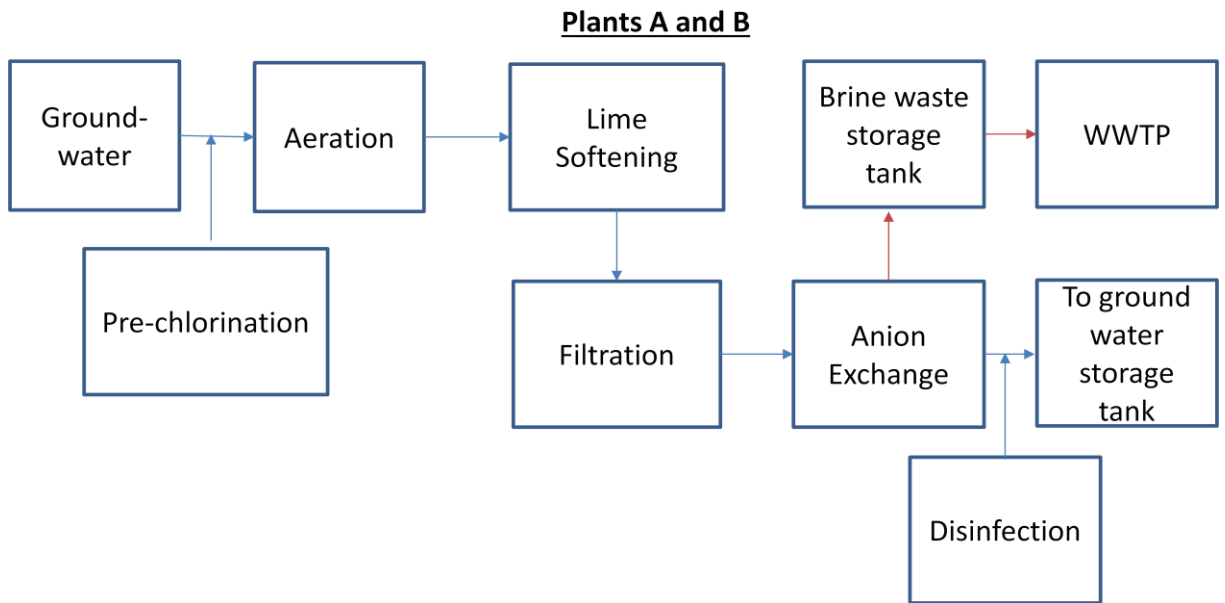 Plants A and B
Ground-
water
Aeration
Lime
Softening
Brine waste
storage
tank
WWTP
Pre-chlorination
Filtration
Anion
Exchange
To ground
water
storage
tank
Disinfection